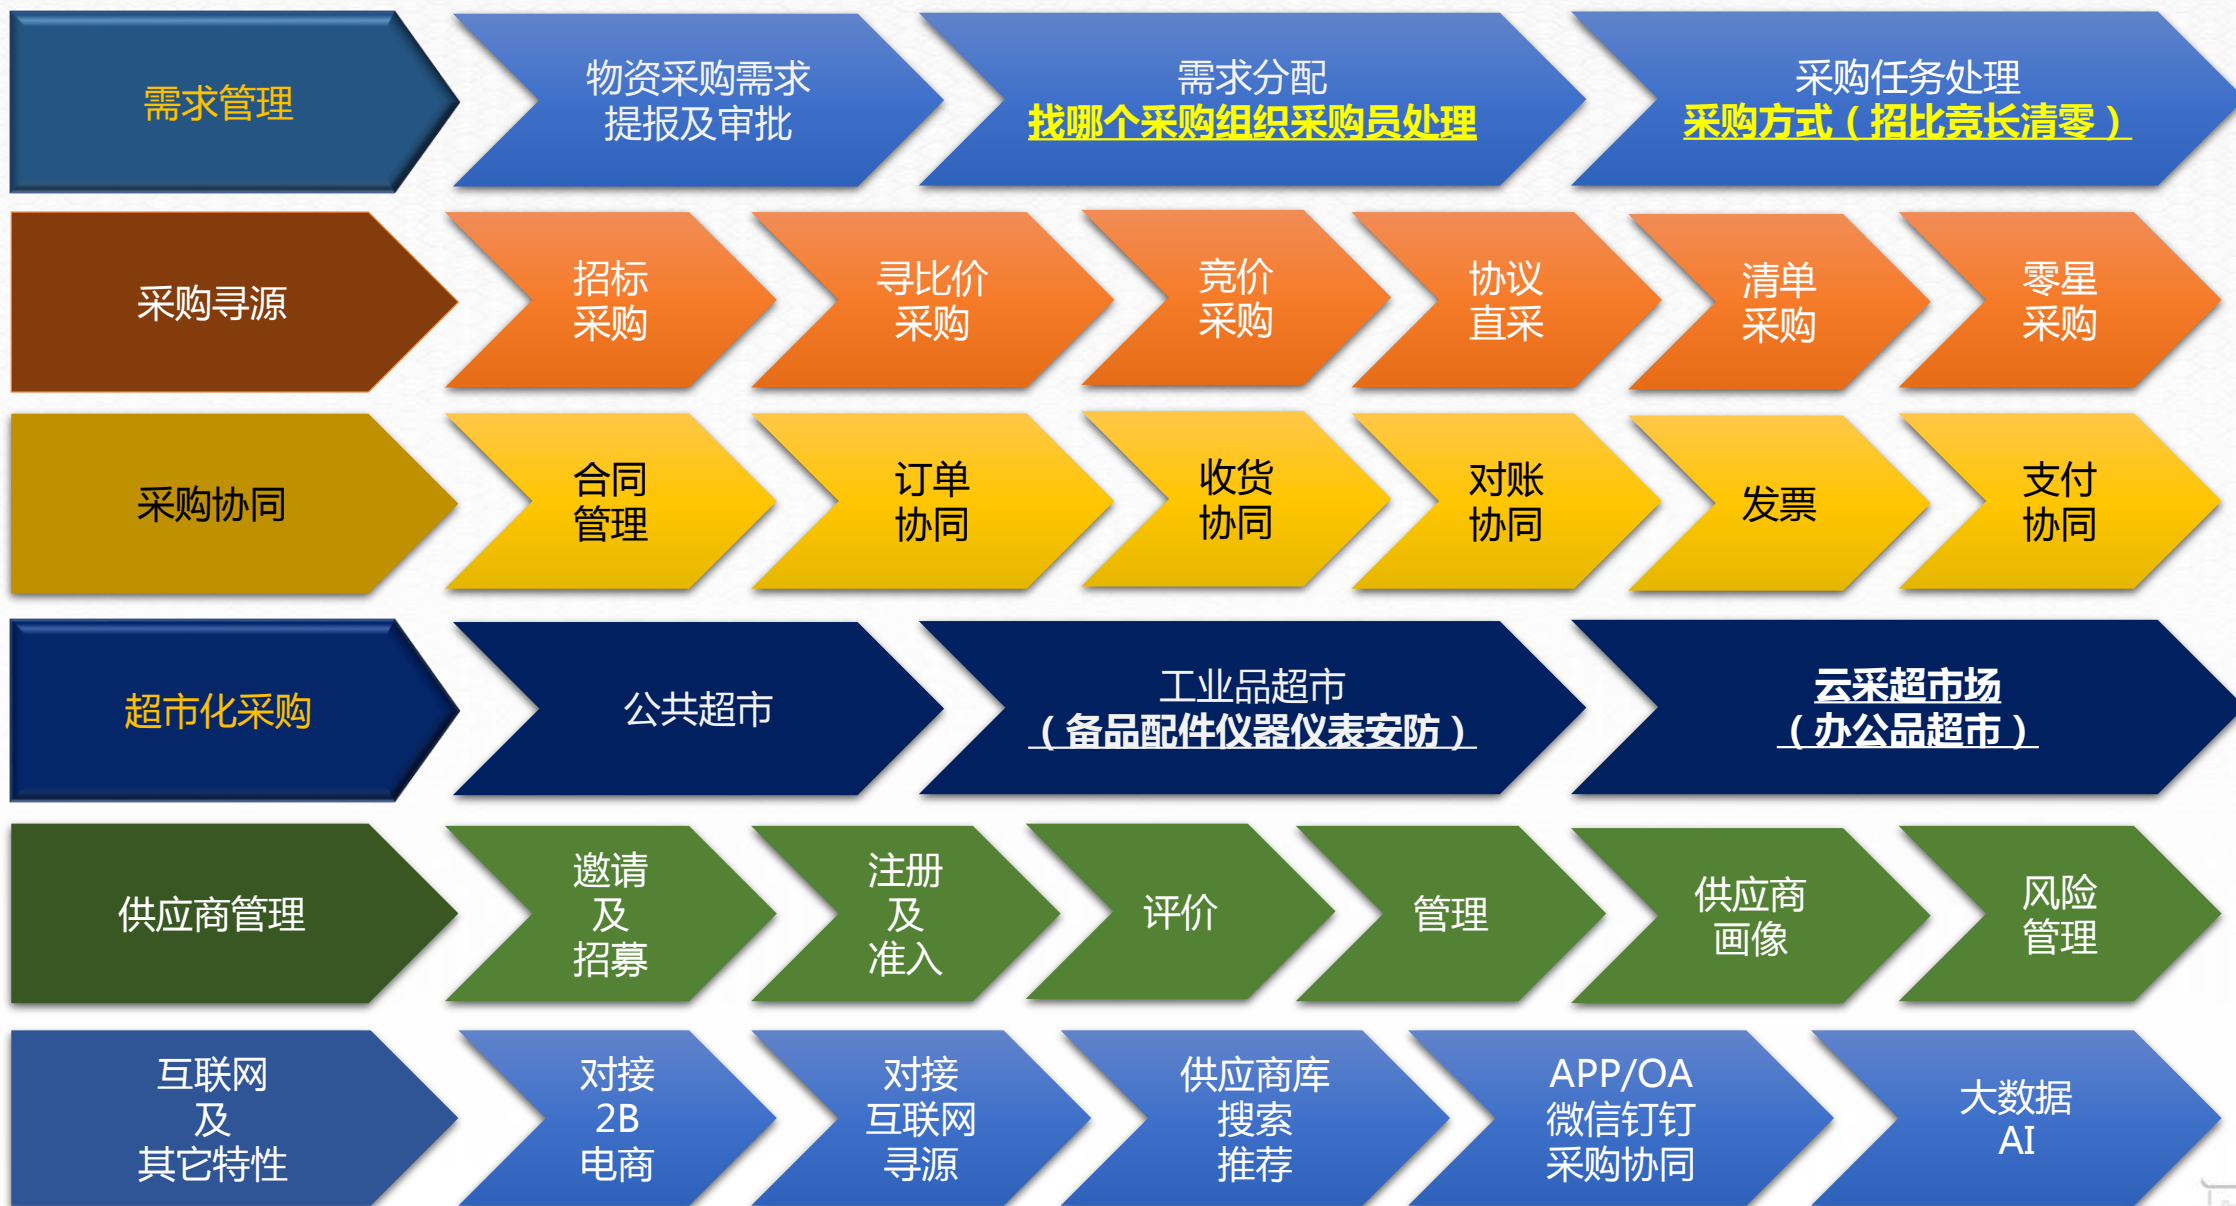 需求管理
物资采购需求
提报及审批
需求分配
找哪个采购组织采购员处理
采购任务处理
采购方式（招比竞长清零）
采购寻源
招标
采购
寻比价
采购
竞价
采购
协议
直采
清单
采购
零星
采购
采购协同
合同
管理
订单
协同
收货
协同
对账
协同
发票
支付
协同
超市化采购
公共超市
工业品超市
（备品配件仪器仪表安防）
云采超市场
（办公品超市）
供应商管理
邀请
及
招募
注册
及
准入
评价
管理
供应商
画像
风险
管理
互联网
及
其它特性
对接
2B
电商
对接
互联网
寻源
供应商库
搜索
推荐
APP/OA
微信钉钉
采购协同
大数据
AI